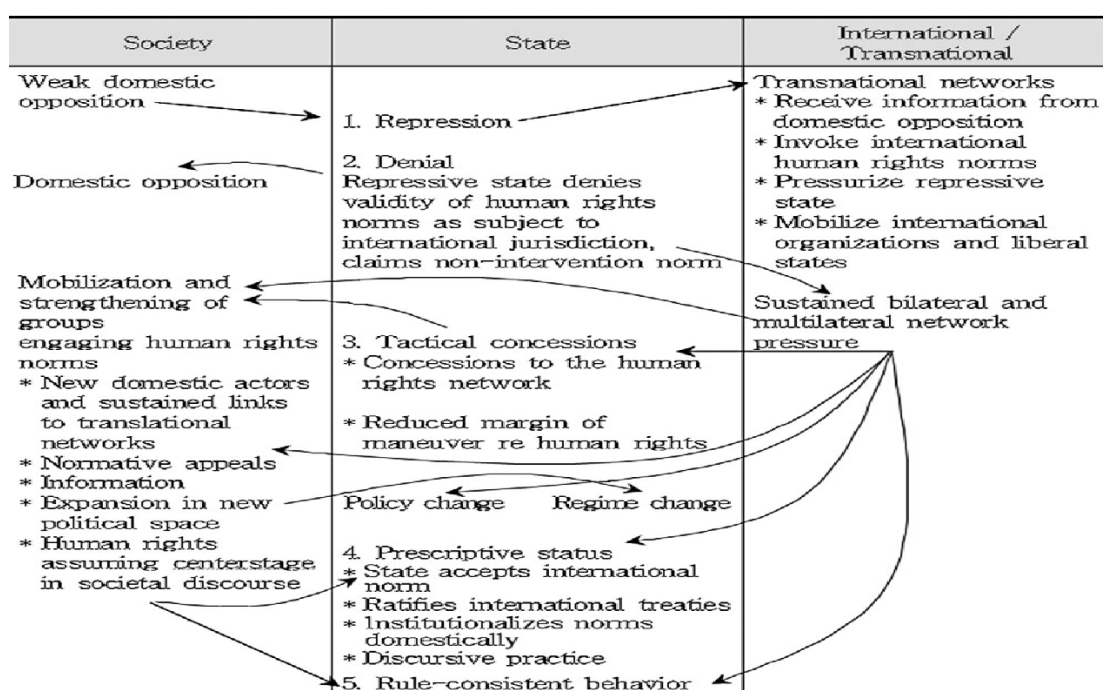 Society
State
International /
Transnational
Weak domestic
opposition
Domestic opposition
Mobilization and
strengthening of
groups
engaging human rights
norms
* New domestic actors
and sustained links
to translational
networks
* Normative appeals
* Information
* Expansion in new
political space
* Human rights
assuming centerstage
in societal discourse
1. Repression
2. Denial
Repressive state denies
validity of human rights
norms as subject to
international jurisdiction,
claims non-intervention norm
3. Tactical concessions
* Concessions to the human
rights network
* Reduced margin of
maneuver re human rights
Policy change Regime change
4. Prescriptive status
* State accepts international
norm
* Ratifies international treaties
* Institutionalizes norms
domestically
* Discursive practice
5. Rule-consistent behavior
Transnational networks
* Receive information from
domestic opposition
* Invoke international
human rights norms
* Pressurize repressive
state
* Mobilize international
organizations and liberal
states
Sustained bilateral and
multilateral network
pressure